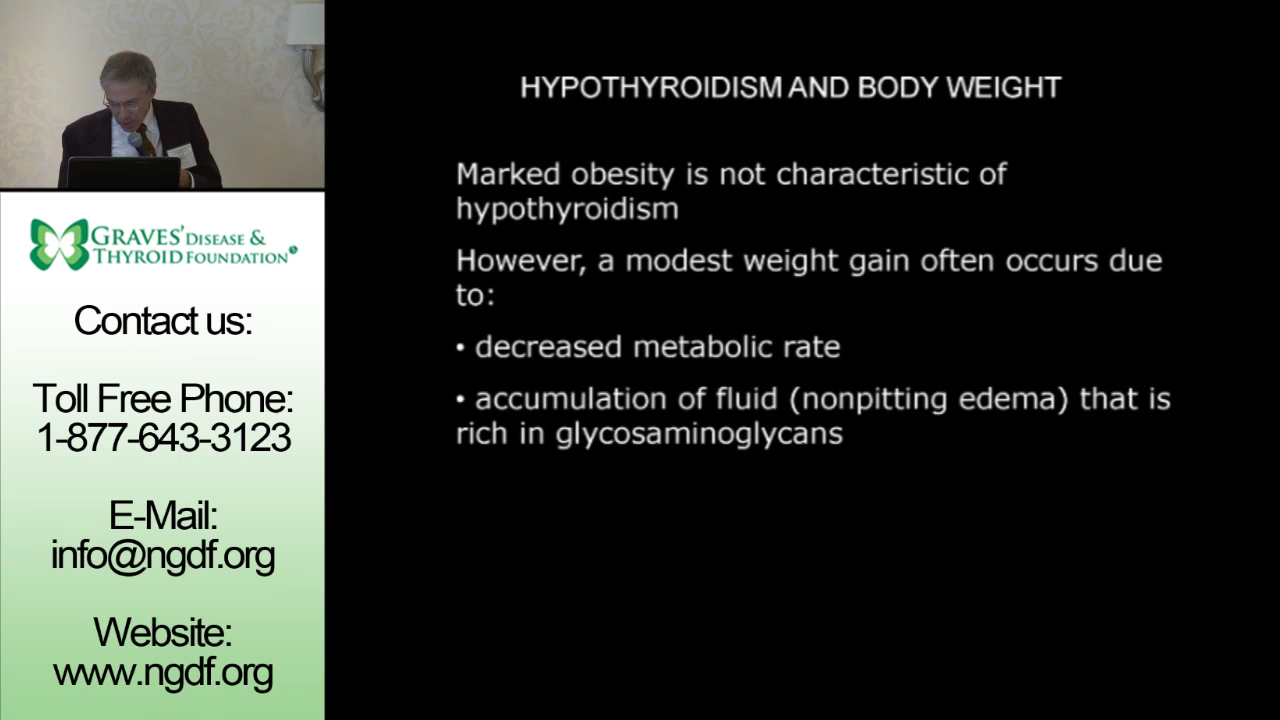 GRAVES' DISEASE &
THYROID FOUNDATION
Contact us:
Toll Free Phone:
1-877-643-3123
E-Mail:
info@ngdf.org
Website:
www.ngdf.org
HYPOTHYROIDISM AND BODY WEIGHT
Marked obesity is not characteristic of
hypothyroidism
However, a modest weight gain often occurs due
to:
• decreased metabolic rate
• accumulation of fluid (nonpitting edema) that is
rich in glycosaminoglycans